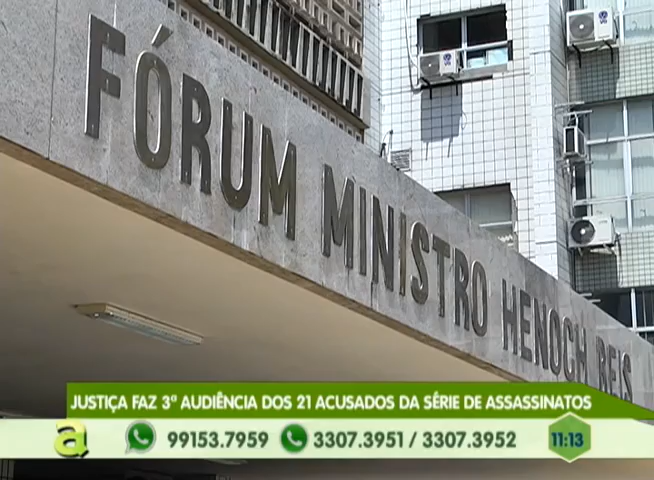 FÓRUM MINISTRO HENOCH REIS
JUSTIÇA FAZ 3ª AUDIÊNCIA DOS 21 ACUSADOS DA SÉRIE DE ASSASSINATOS
a 99153.7959 3307.3951 / 3307.3952 11:13